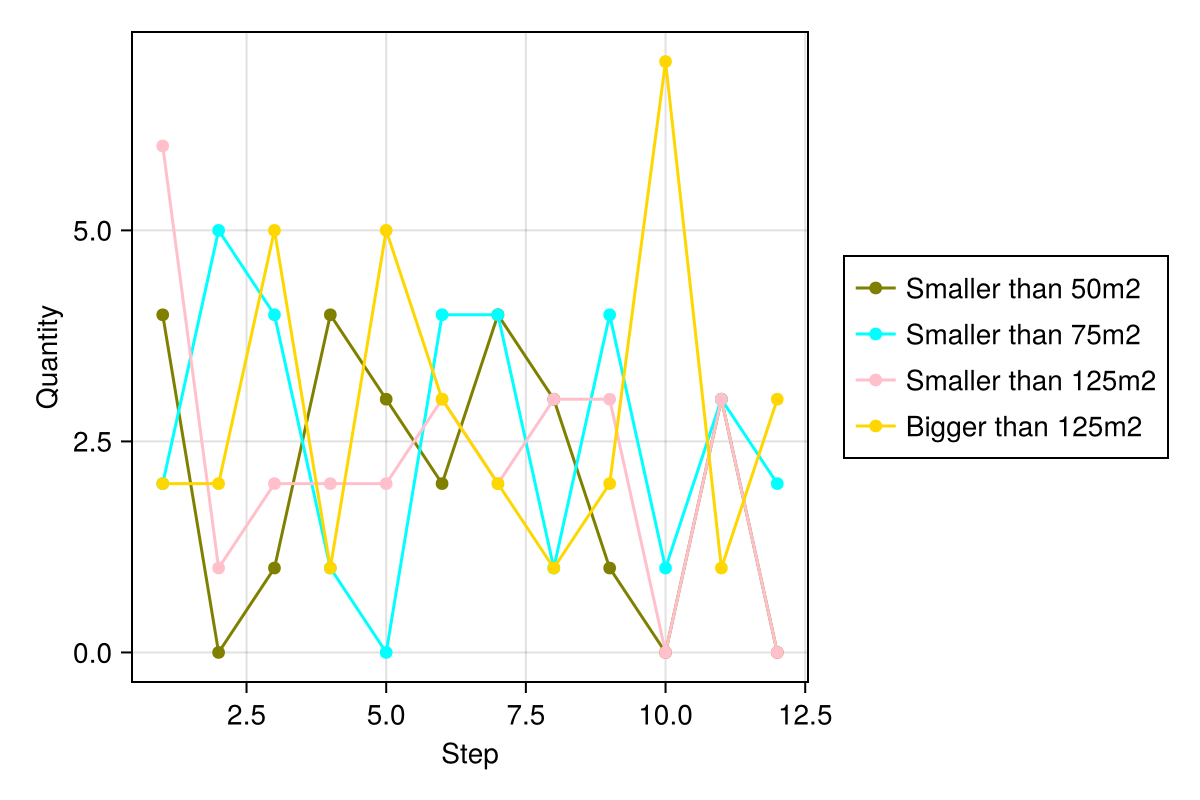 5.0
2.5
0.0
Quantity
2.5
5.0
7.5
10.0
12.5
Step
Smaller than 50m2
Smaller than 75m2
Smaller than 125m2
Bigger than 125m2